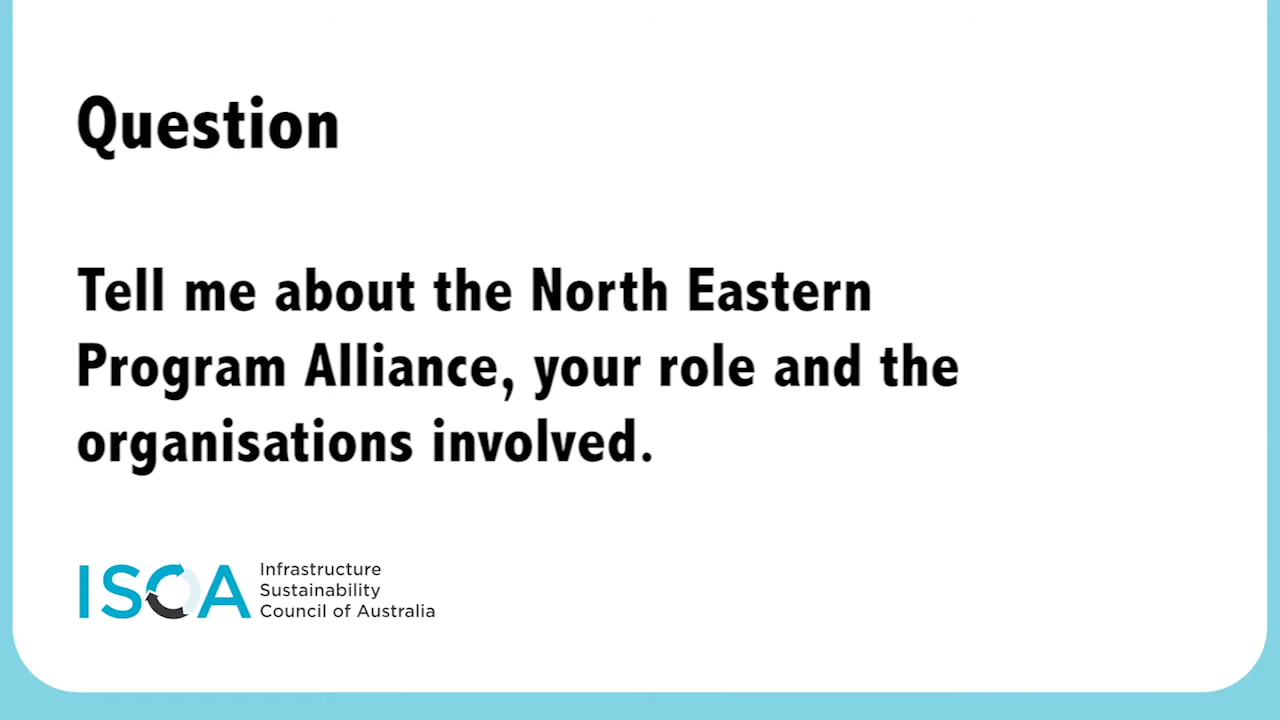 Question
Tell me about the North Eastern
Program Alliance, your role and the
organisations involved.
ISCA
Infrastructure
Sustainability
Council of Australia